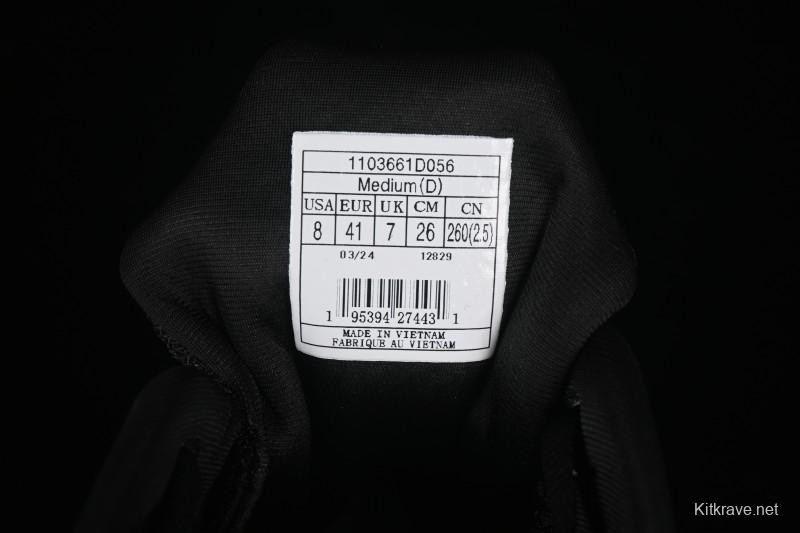 1103661D056
Medium(D)
USA EUR UK CM CN
8 41 7 26 260(2.5)
03/24 12829
1 95394 27443 1
MADE IN VIETNAM
FABRIQUE AU VIETNAM
Kitkrave.net